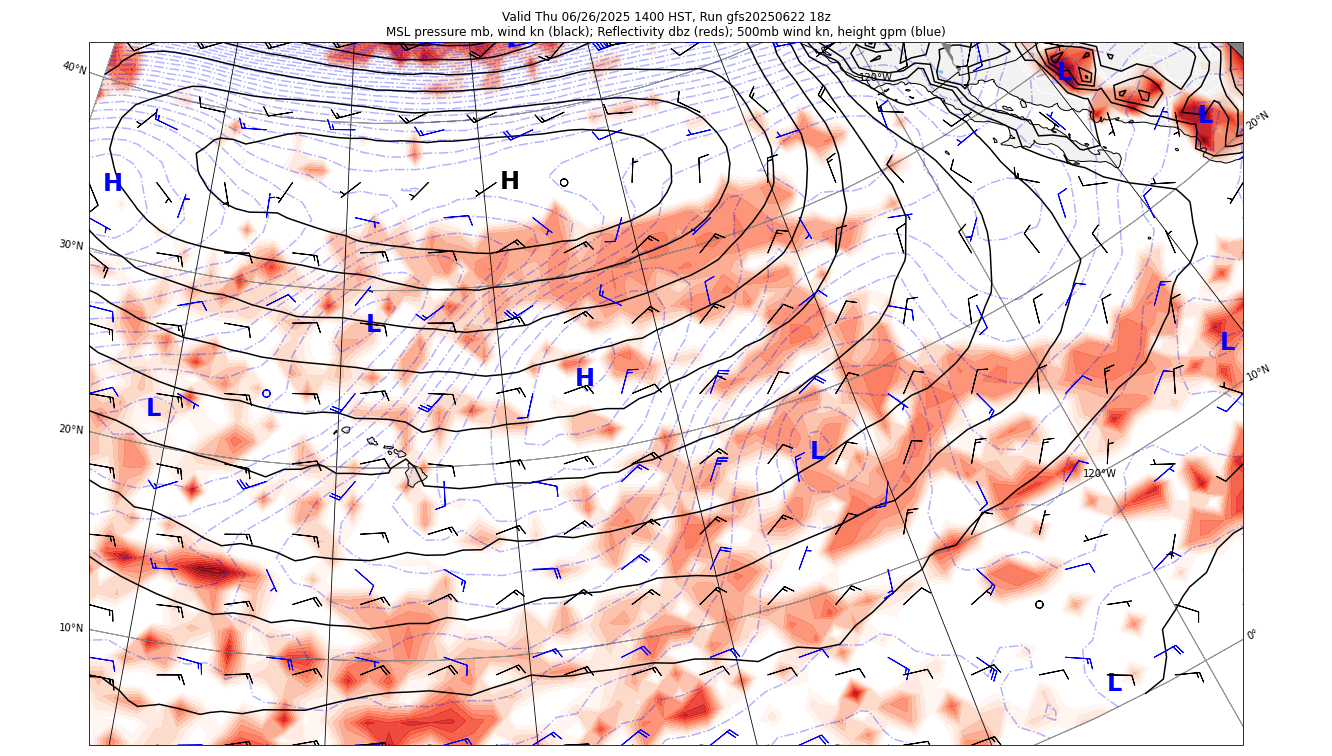 Valid Thu 06/26/2025 1400 HST, Run gfs20250622 18z
MSL pressure mb, wind kn (black); Reflectivity dbz (reds); 500mb wind kn, height gpm (blue)
L
40°N
120°W
L
L
20°N
H
H
30°N
L
L
H
10°N
L
20°N
L
120°W
10°N
0°
L